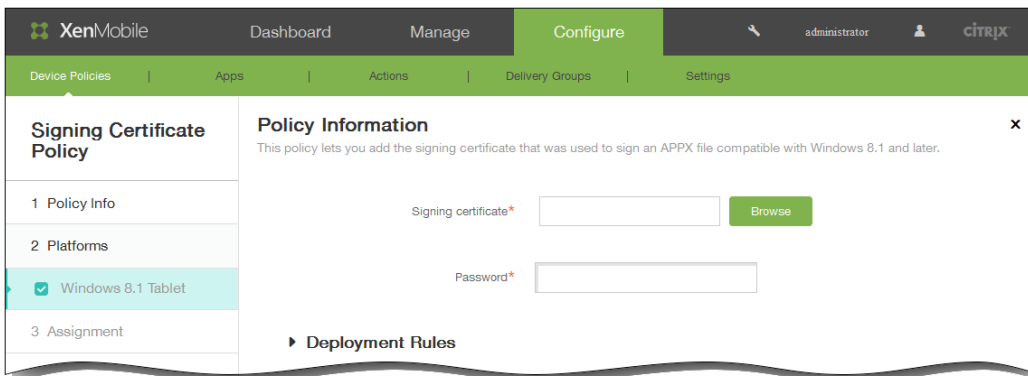 XenMobile Dashboard Manage Configure administrator CİTRIX
Device Policies | Apps | Actions | Delivery Groups | Settings
Signing Certificate
Policy
1 Policy Info
2 Platforms
Windows 8.1 Tablet
3 Assignment
Policy Information
x
This policy lets you add the signing certificate that was used to sign an APPX file compatible with Windows 8.1 and later.
Signing certificate*
Browse
Password*
Deployment Rules